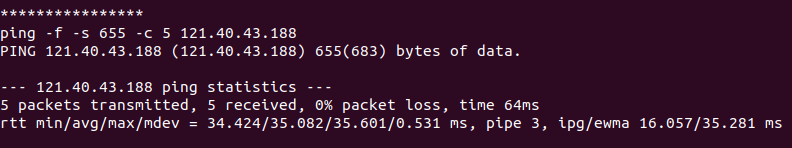 ****************
ping -f -s 655 -c 5 121.40.43.188
PING 121.40.43.188 (121.40.43.188) 655(683) bytes of data.

--- 121.40.43.188 ping statistics ---
5 packets transmitted, 5 received, 0% packet loss, time 64ms
rtt min/avg/max/mdev = 34.424/35.082/35.601/0.531 ms, pipe 3, ipg/ewma 16.057/35.281 ms